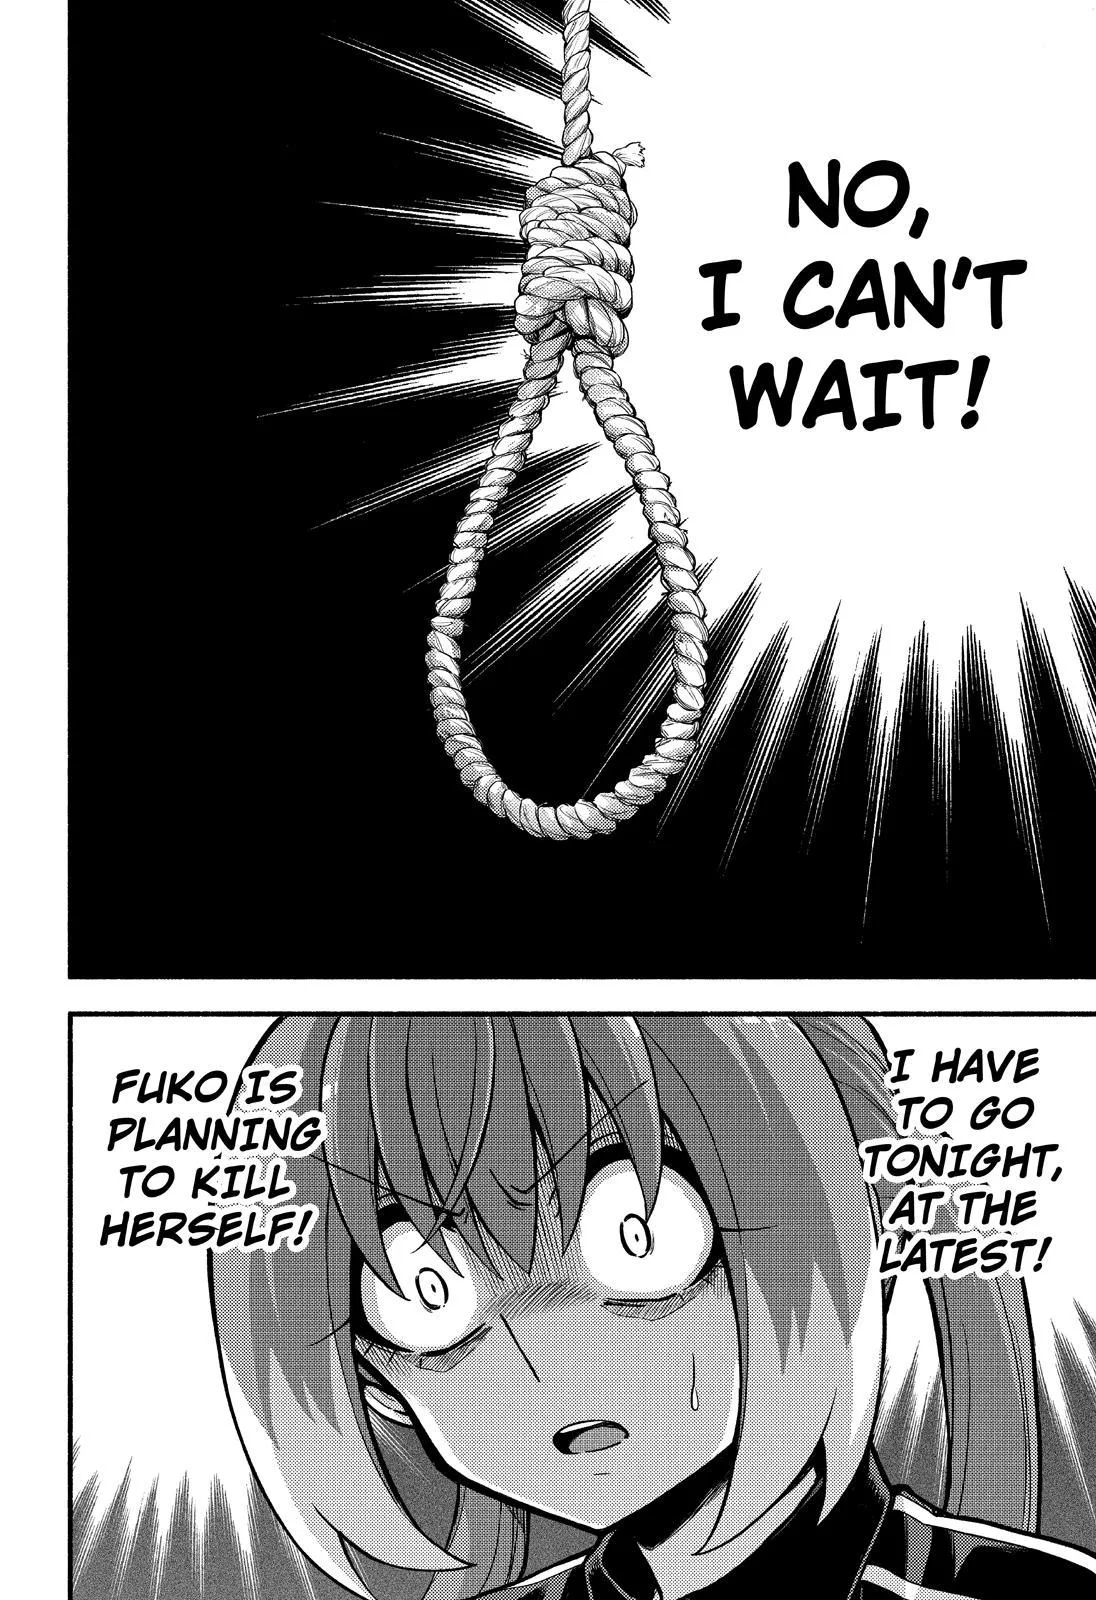 NO,
I CAN'T
WAIT!
I HAVE
TO GO
TONIGHT,
AT THE
LATEST!
FUKO IS
PLANNING
TO KILL
HERSELF!